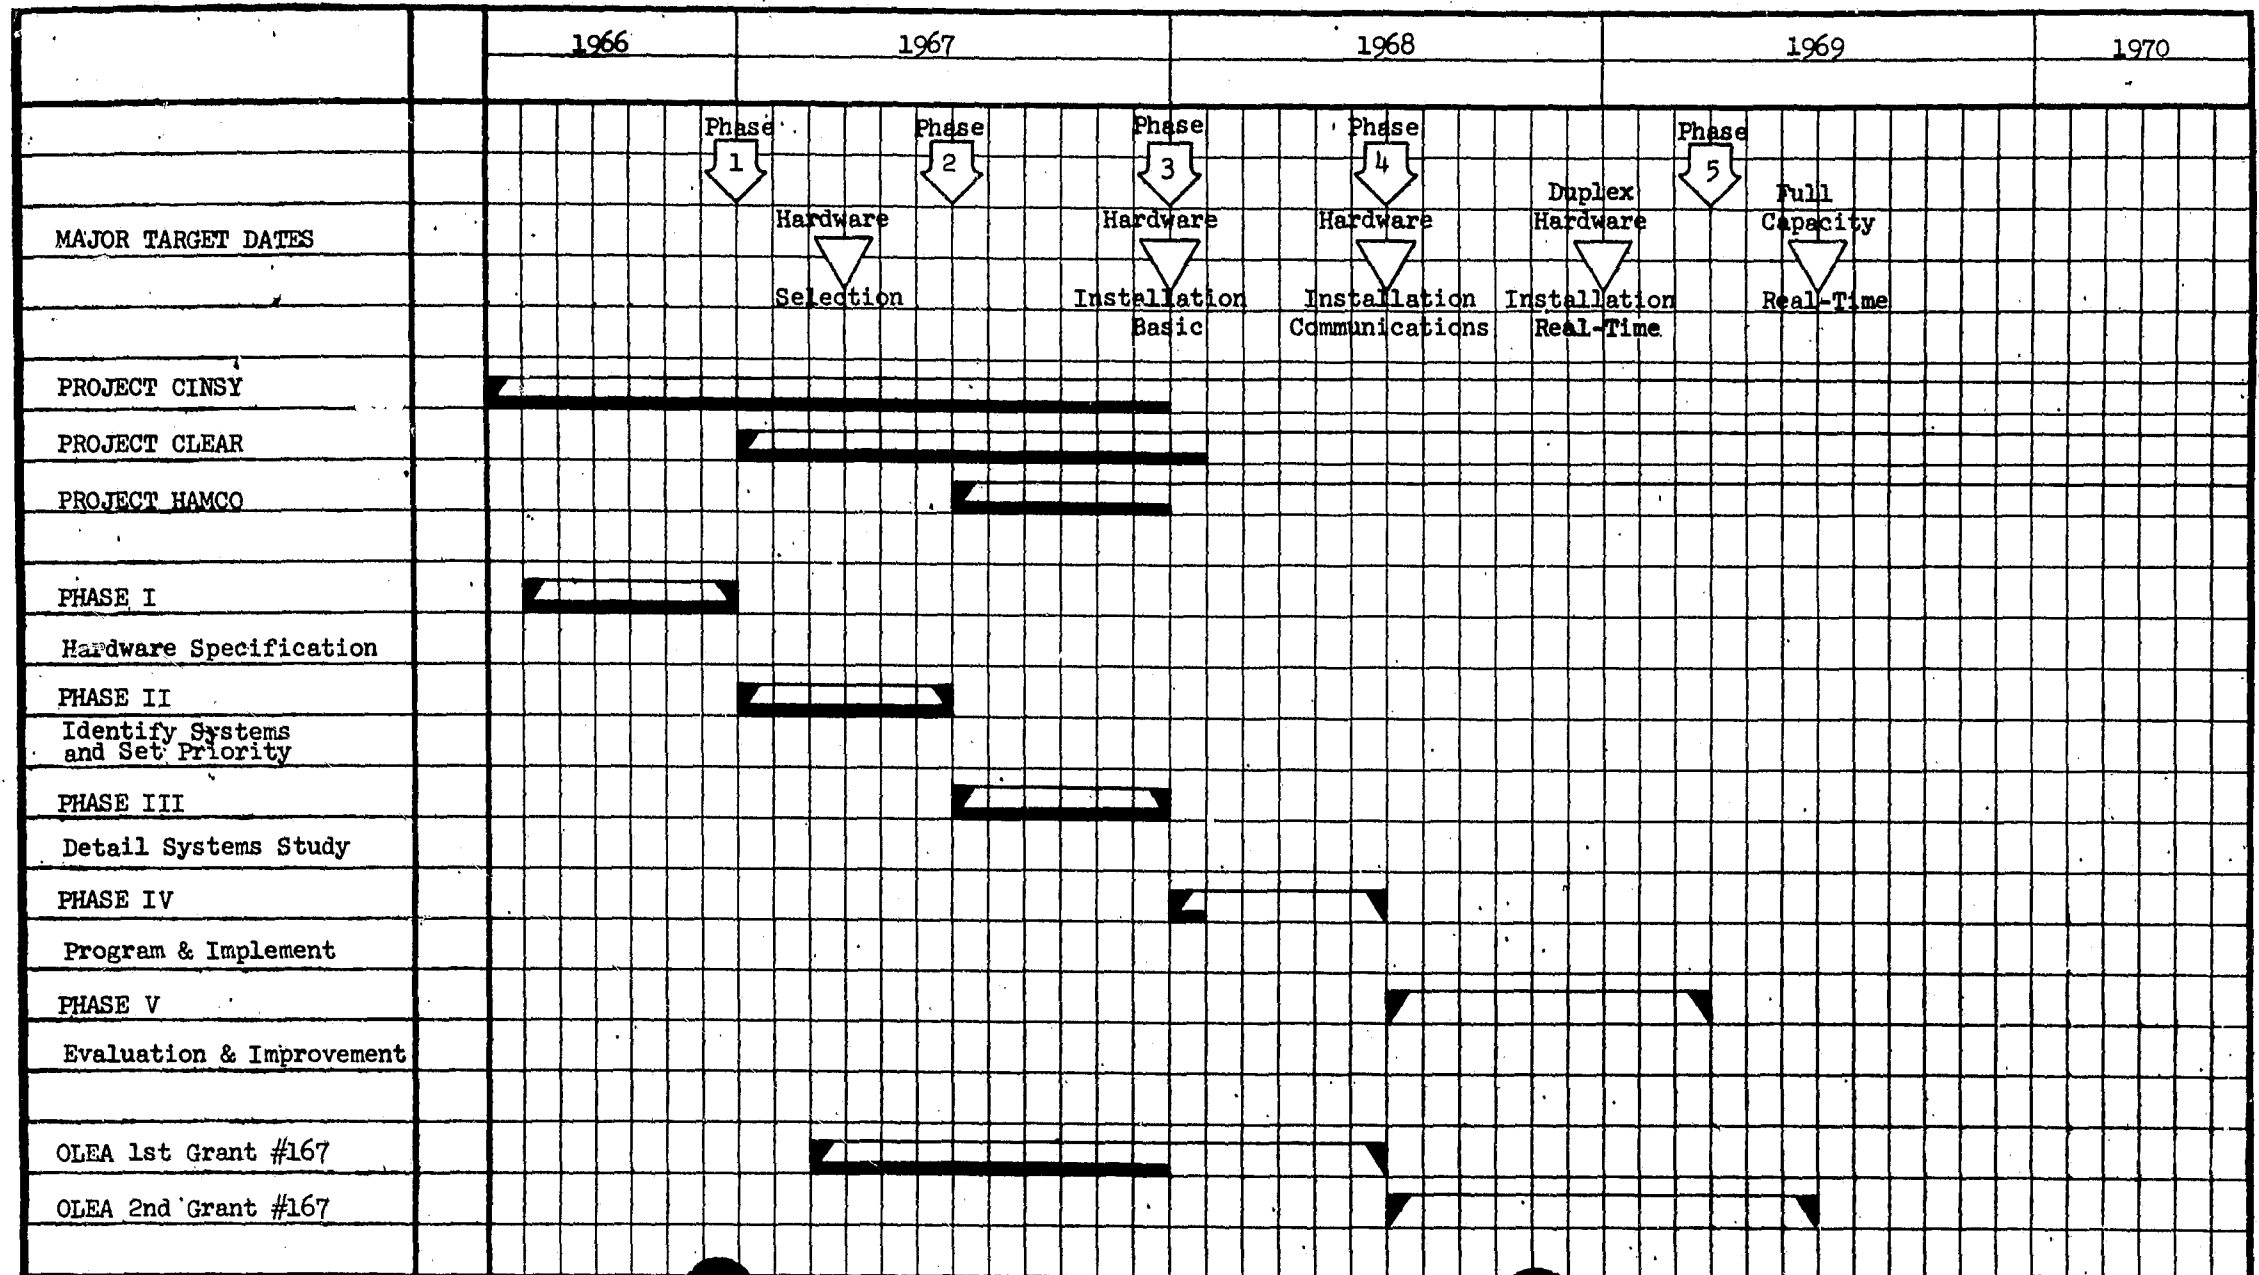 1966 1967 1968 1969 1970
Phase Phase Phase Phase Phase
1 2 3 4 5
Duplex Full
Hardware Hardware Hardware Hardware Capacity
MAJOR TARGET DATES
Selection Installation Installation Installation Real-Time
Basic Communications Real-Time
PROJECT CINSY
PROJECT CLEAR
PROJECT HAMCO
PHASE I
Hardware Specification
PHASE II
Identify Systems
and Set Priority
PHASE III
Detail Systems Study
PHASE IV
Program & Implement
PHASE V
Evaluation & Improvement
OLEA 1st Grant #167
OLEA 2nd Grant #167